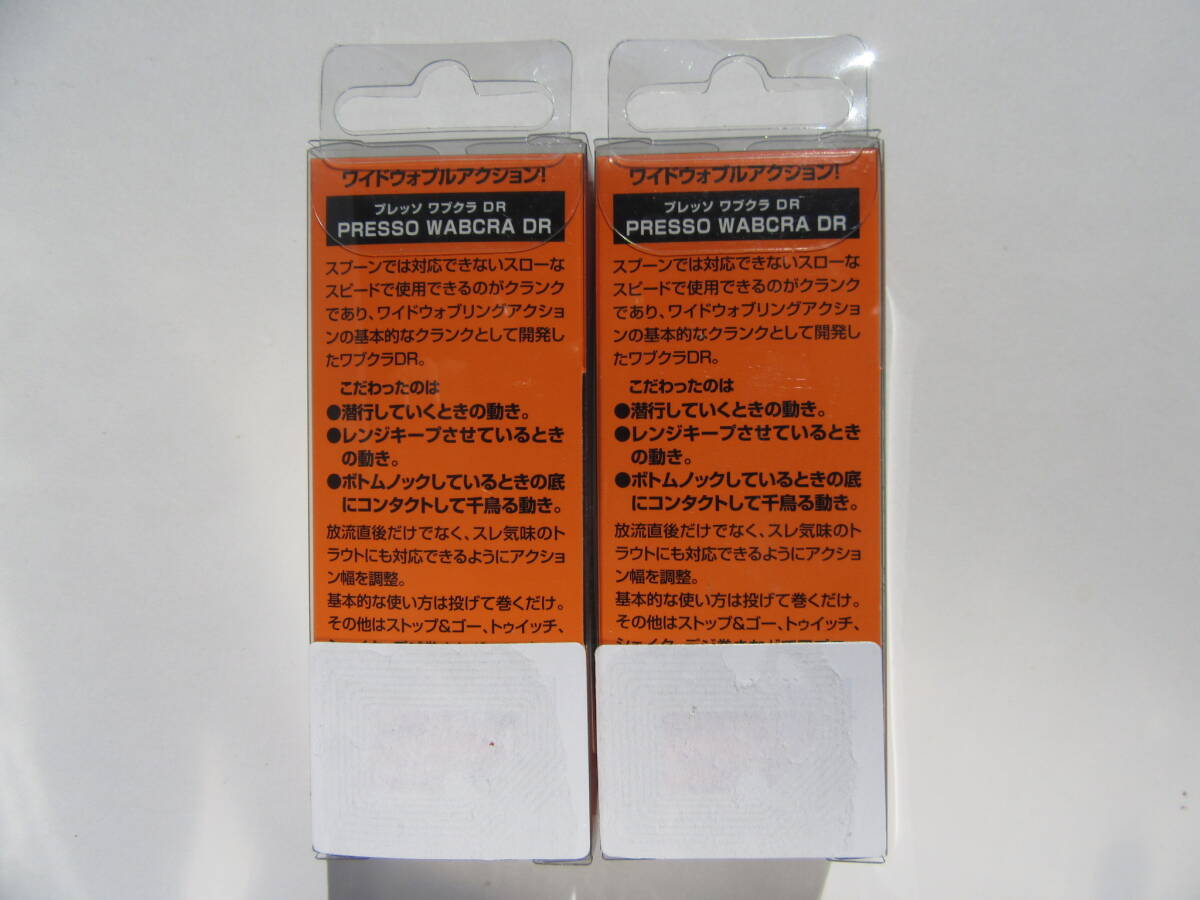 ワイドウォブルアクション!
プレッソ ワブクラ DR
PRESSO WABCRA DR
スプーンでは対応できないスローな
スピードで使用できるのがクランク
であり、ワイドウォブリングアクショ
ンの基本的なクランクとして開発し
たワブクラDR。
こだわったのは
●潜行していくときの動き。
●レンジキープさせているとき
の動き。
●ボトムノックしているときの底
にコンタクトして千鳥る動き。
放流直後だけでなく、スレ気味のト
ラウトにも対応できるようにアクショ
ン幅を調整。
基本的な使い方は投げて巻くだけ。
その他はストップ&ゴー、トゥイッチ、
ワイドウォブルアクション!
プレッソ ワブクラ DR
PRESSO WABCRA DR
スプーンでは対応できないスローな
スピードで使用できるのがクランク
であり、ワイドウォブリングアクショ
ンの基本的なクランクとして開発し
たワブクラDR。
こだわったのは
●潜行していくときの動き。
●レンジキープさせているとき
の動き。
●ボトムノックしているときの底
にコンタクトして千鳥る動き。
放流直後だけでなく、スレ気味のト
ラウトにも対応できるようにアクショ
ン幅を調整。
基本的な使い方は投げて巻くだけ。
その他はストップ&ゴー、トゥイッチ、
シェイク、デジ巻きなど